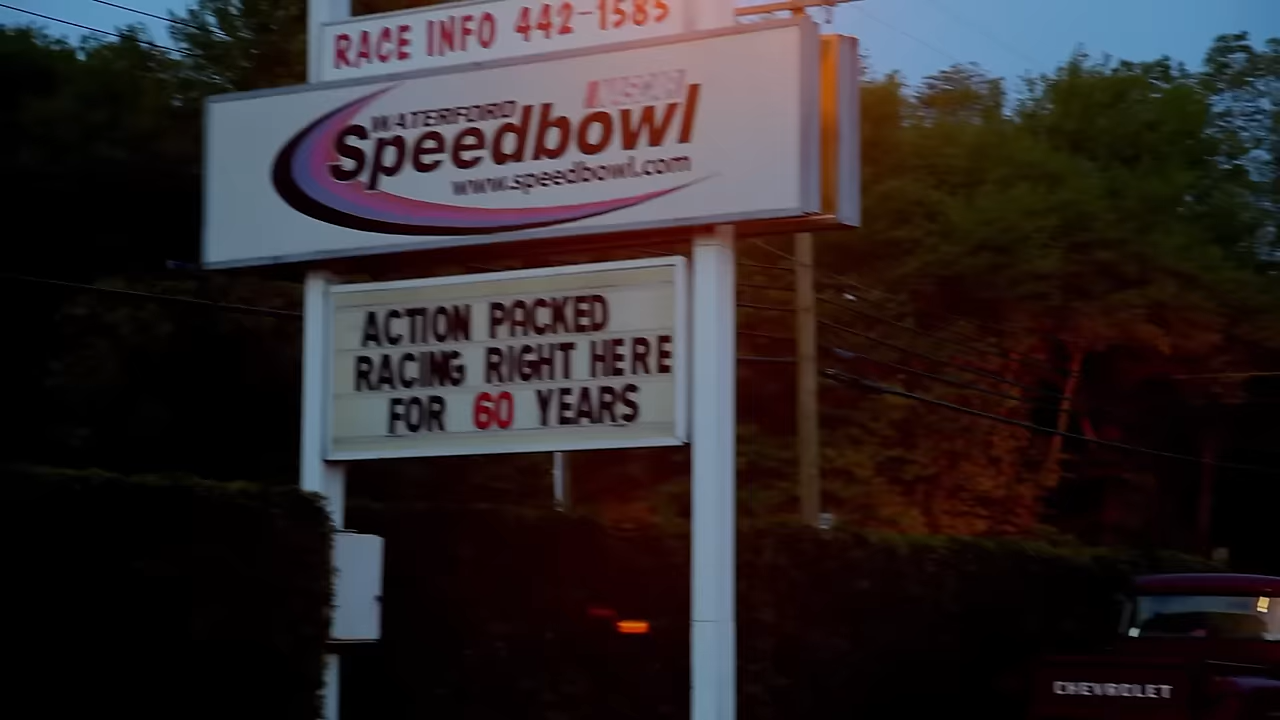 RACE INFO 442-1585
WATERFORD
Speedbowl
www.speedbowl.com
ACTION PACKED
RACING RIGHT HERE
FOR 60 YEARS
CHEVROLET